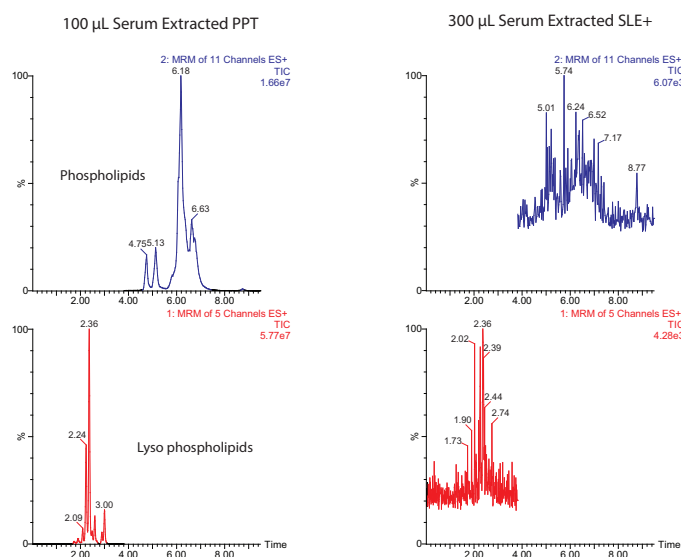 100 µL Serum Extracted PPT
300 µL Serum Extracted SLE+
2: MRM of 11 Channels ES+
TIC
1.66e7
100
%
0
6.18
4.75
5.13
6.63
Phospholipids
2.00
4.00
6.00
8.00
2: MRM of 11 Channels ES+
TIC
6.07e3
100
%
0
5.74
5.01
6.24
6.52
7.17
8.77
2.00
4.00
6.00
8.00
1: MRM of 5 Channels ES+
TIC
5.77e7
100
%
0
2.36
2.24
2.09
3.00
Lyso phospholipids
2.00
4.00
6.00
8.00
Time
1: MRM of 5 Channels ES+
TIC
4.28e3
100
%
0
2.36
2.02
2.39
2.44
2.74
1.90
1.73
2.00
4.00
6.00
8.00
Time